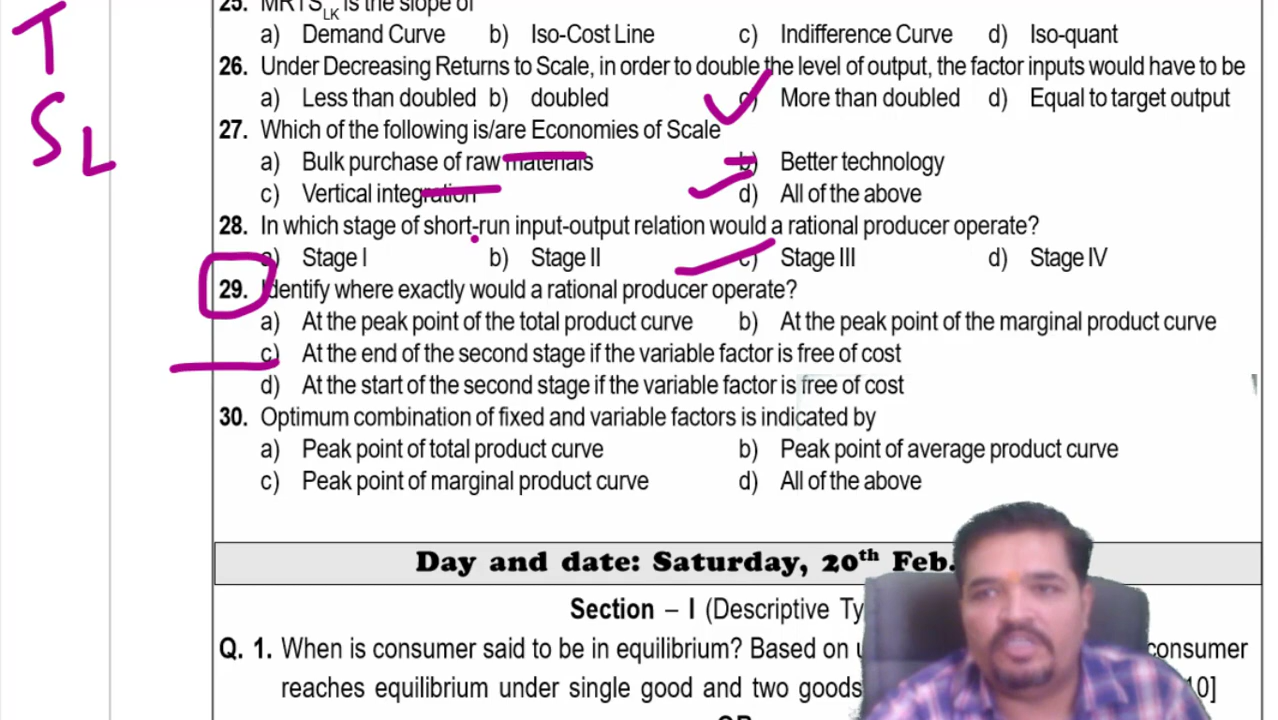 25. MRTS LK is the slope of
a) Demand Curve b) Iso-Cost Line c) Indifference Curve d) Iso-quant
T
26. Under Decreasing Returns to Scale, in order to double the level of output, the factor inputs would have to be
a) Less than doubled b) doubled c) More than doubled d) Equal to target output
SL
27. Which of the following is/are Economies of Scale
a) Bulk purchase of raw materials b) Better technology
c) Vertical integration d) All of the above
28. In which stage of short-run input-output relation would a rational producer operate?
a) Stage I b) Stage II c) Stage III d) Stage IV
29. Identify where exactly would a rational producer operate?
a) At the peak point of the total product curve b) At the peak point of the marginal product curve
c) At the end of the second stage if the variable factor is free of cost
d) At the start of the second stage if the variable factor is free of cost
30. Optimum combination of fixed and variable factors is indicated by
a) Peak point of total product curve b) Peak point of average product curve
c) Peak point of marginal product curve d) All of the above
Day and date: Saturday, 20th Feb.
Section – I (Descriptive Ty
Q. 1. When is consumer said to be in equilibrium? Based on consumer
reaches equilibrium under single good and two goods 10]
OR